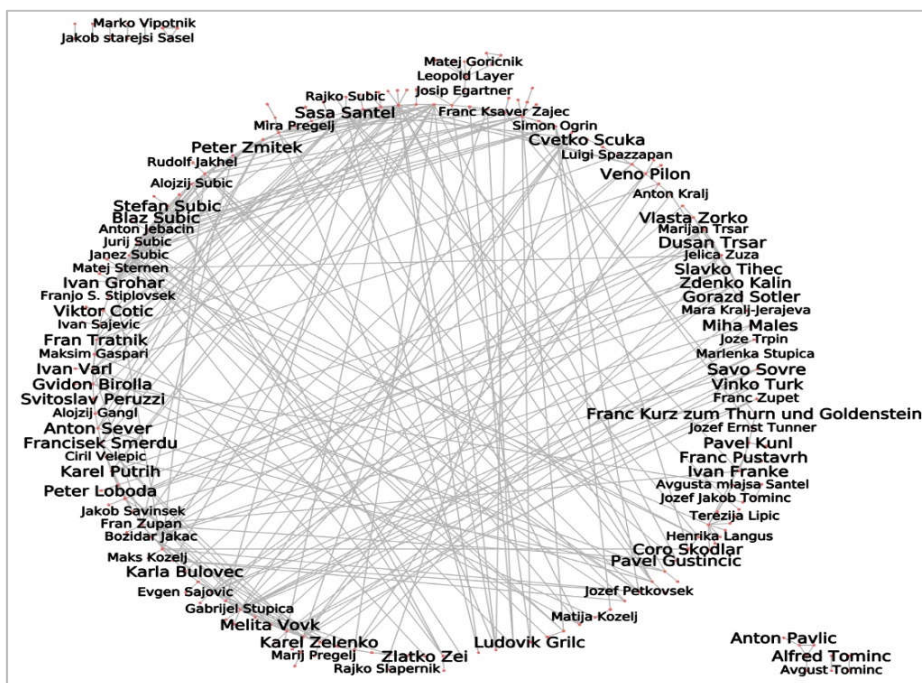 Marko Vipotnik
Jakob starejsi Sasel
Matej Goricnik
Leopold Layer
Josip Egartner
Rajko Subic
Sasa Santel
Franc Ksaver Zajec
Mira Pregelj
Simon Ogrin
Cvetko Scuka
Peter Zmitek
Luigi Spazzapan
Rudolf Jakhel
Veno Pilon
Alojzij Subic
Anton Kralj
Stefan Subic
Blaz Subic
Vlasta Zorko
Anton Jebacin
Marijan Trsar
Jurij Subic
Dusan Trsar
Janez Subic
Jelica Zuza
Matej Sternen
Slavko Tihec
Ivan Grohar
Zdenko Kalin
Franjo S. Stiplovsek
Gorazd Sotler
Viktor Cotic
Mara Kralj-Jerajeva
Ivan Sajevic
Miha Males
Fran Tratnik
Joze Trpin
Maksim Gaspari
Marlenka Stupica
Ivan Varl
Savo Sovre
Gvidon Birolla
Vinko Turk
Svitoslav Peruzzi
Franc Zupet
Alojzij Gangl
Franc Kurz zum Thurn und Goldenstein
Anton Sever
Jozef Ernst Tunner
Francisek Smerdu
Pavel Kunl
Ciril Velepic
Franc Pustavrh
Karel Putrih
Ivan Franke
Peter Loboda
Avgusta mlajsa Santel
Jozef Jakob Tominc
Jakob Savinsek
Terezija Lipic
Fran Zupan
Bozidar Jakac
Henrika Langus
Coro Skodlar
Maks Kozelj
Pavel Gustincic
Karla Bulovec
Evgen Sajovic
Jozef Petkovsek
Gabrijel Stupica
Matija Kozelj
Melita Vovk
Karel Zelenko
Ludovik Grilc
Anton Pavlic
Marij Pregelj
Zlatko Zei
Alfred Tominc
Rajko Slapernik
Avgust Tominc